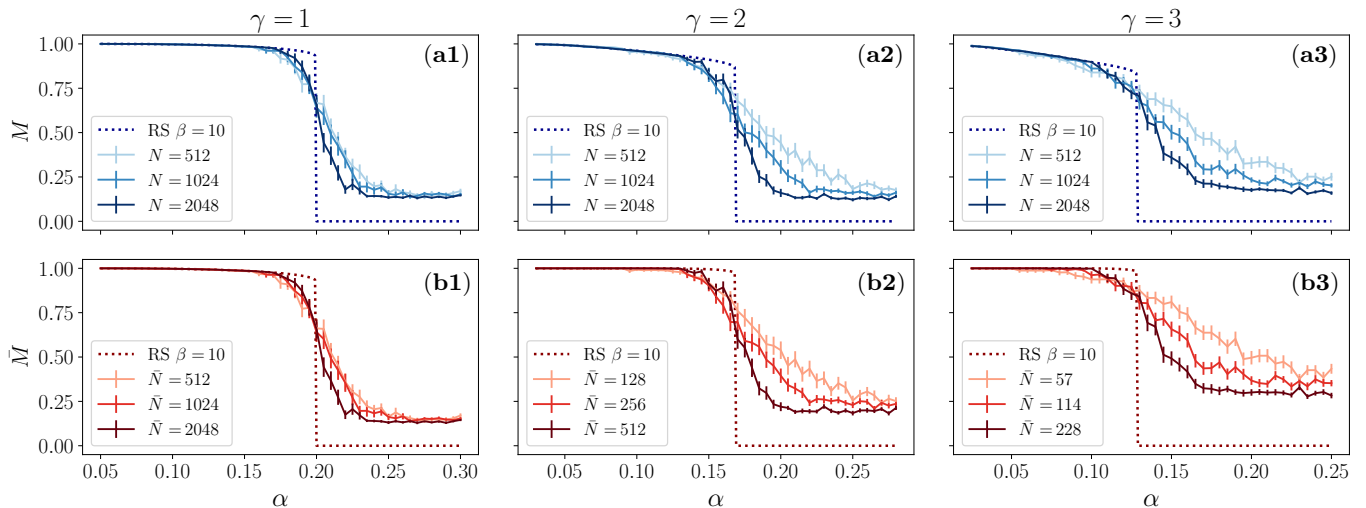 γ = 1
γ = 2
γ = 3
M
1.00
0.75
0.50
0.25
0.00
(a1)
RS β = 10
N = 512
N = 1024
N = 2048
(a2)
RS β = 10
N = 512
N = 1024
N = 2048
(a3)
RS β = 10
N = 512
N = 1024
N = 2048
M̄
1.00
0.75
0.50
0.25
0.00
(b1)
RS β = 10
N̄ = 512
N̄ = 1024
N̄ = 2048
(b2)
RS β = 10
N̄ = 128
N̄ = 256
N̄ = 512
(b3)
RS β = 10
N̄ = 57
N̄ = 114
N̄ = 228
0.05 0.10 0.15 0.20 0.25 0.30
0.05 0.10 0.15 0.20 0.25
0.05 0.10 0.15 0.20 0.25
α
α
α